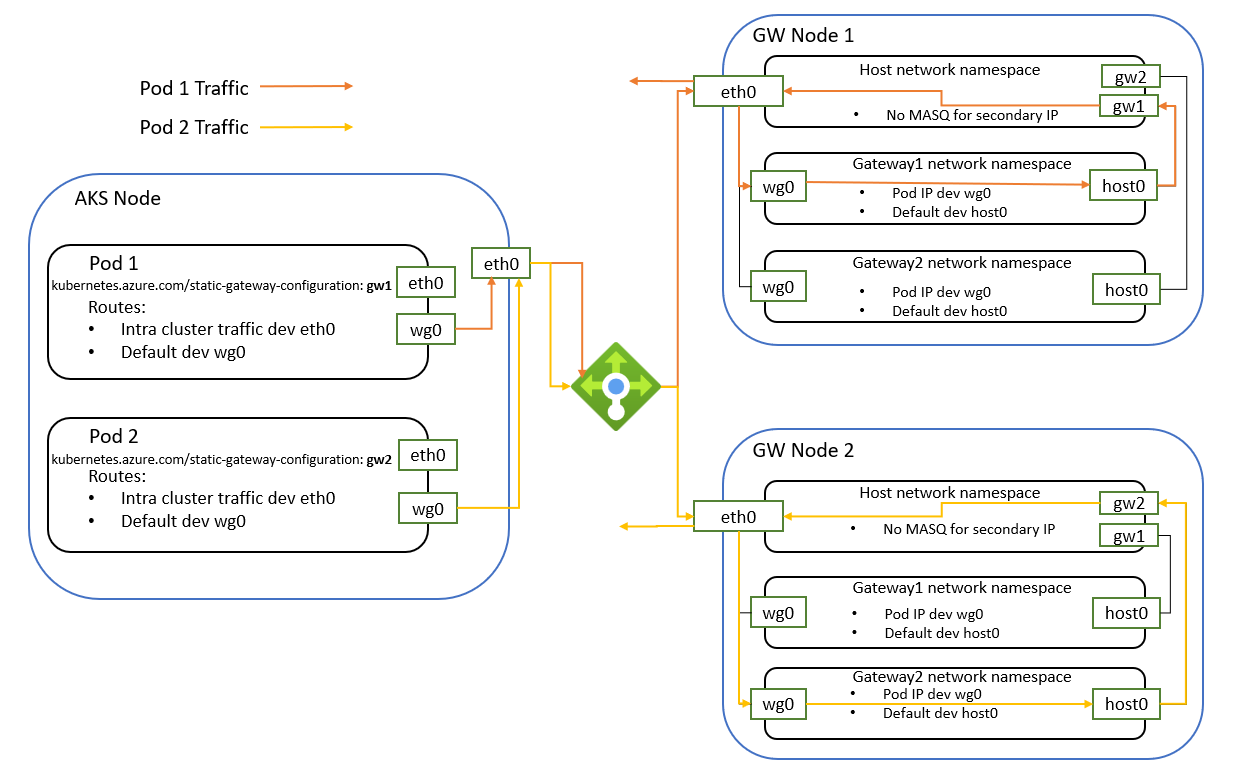 Pod 1 Traffic
Pod 2 Traffic
AKS Node
Pod 1
kubernetes.azure.com/static-gateway-configuration: gw1
Routes:
• Intra cluster traffic dev eth0
• Default dev wg0
eth0
wg0
eth0
Pod 2
kubernetes.azure.com/static-gateway-configuration: gw2
Routes:
• Intra cluster traffic dev eth0
• Default dev wg0
eth0
wg0
GW Node 1
eth0
Host network namespace
• No MASQ for secondary IP
gw2
gw1
Gateway1 network namespace
wg0
• Pod IP dev wg0
• Default dev host0
host0
Gateway2 network namespace
wg0
• Pod IP dev wg0
• Default dev host0
host0
GW Node 2
eth0
Host network namespace
• No MASQ for secondary IP
gw2
gw1
Gateway1 network namespace
wg0
• Pod IP dev wg0
• Default dev host0
host0
Gateway2 network namespace
wg0
• Pod IP dev wg0
• Default dev host0
host0